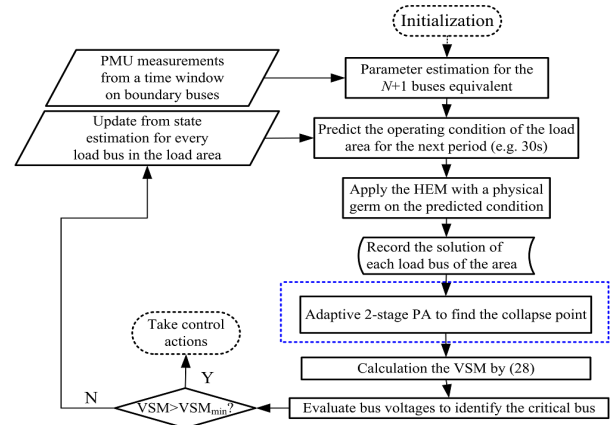 Initialization
PMU measurements
from a time window
on boundary buses
Parameter estimation for the
N+1 buses equivalent
Update from state
estimation for every
load bus in the load area
Predict the operating condition of the load
area for the next period (e.g. 30s)
Apply the HEM with a physical
germ on the predicted condition
Record the solution of
each load bus of the area
Adaptive 2-stage PA to find the collapse point
Take control
actions
Calculation the VSM by (28)
Y
N
VSM>VSMmin?
Evaluate bus voltages to identify the critical bus